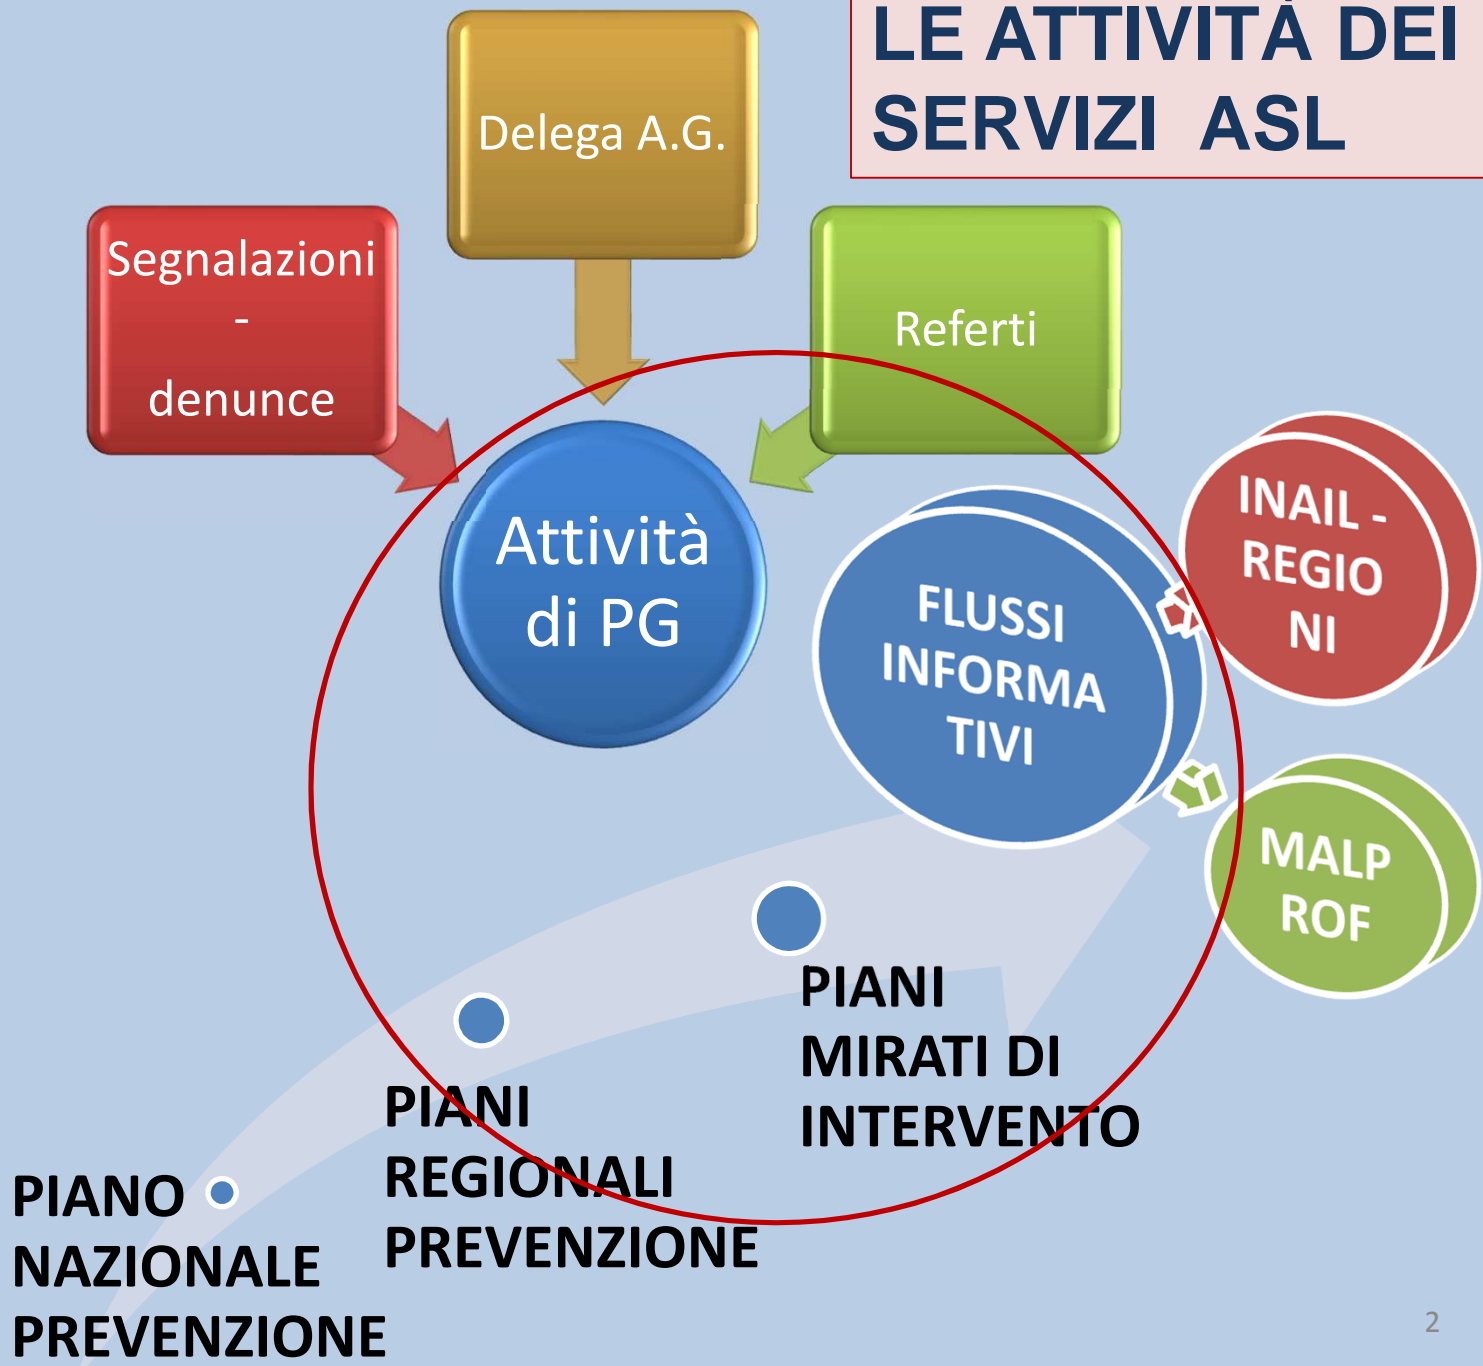 LE ATTIVITÀ DEI
SERVIZI ASL
Delega A.G.
Segnalazioni
-
denunce
Referti
Attività
di PG
FLUSSI
INFORMA
TIVI
INAIL -
REGIO
NI
MALP
ROF
PIANI
MIRATI DI
INTERVENTO
PIANI
REGIONALI
PREVENZIONE
PIANO
NAZIONALE
PREVENZIONE
2